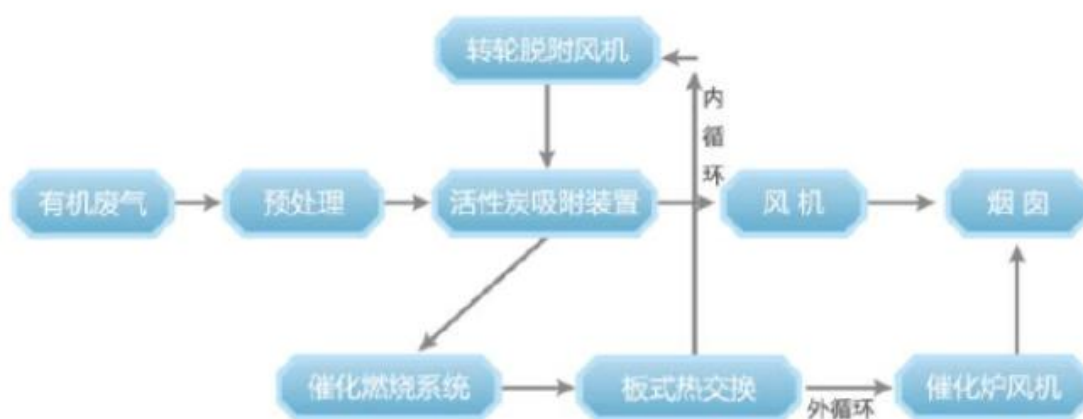 转轮脱附风机
内循环
有机废气
预处理
活性炭吸附装置
风机
烟囱
催化燃烧系统
板式热交换
外循环
催化炉风机